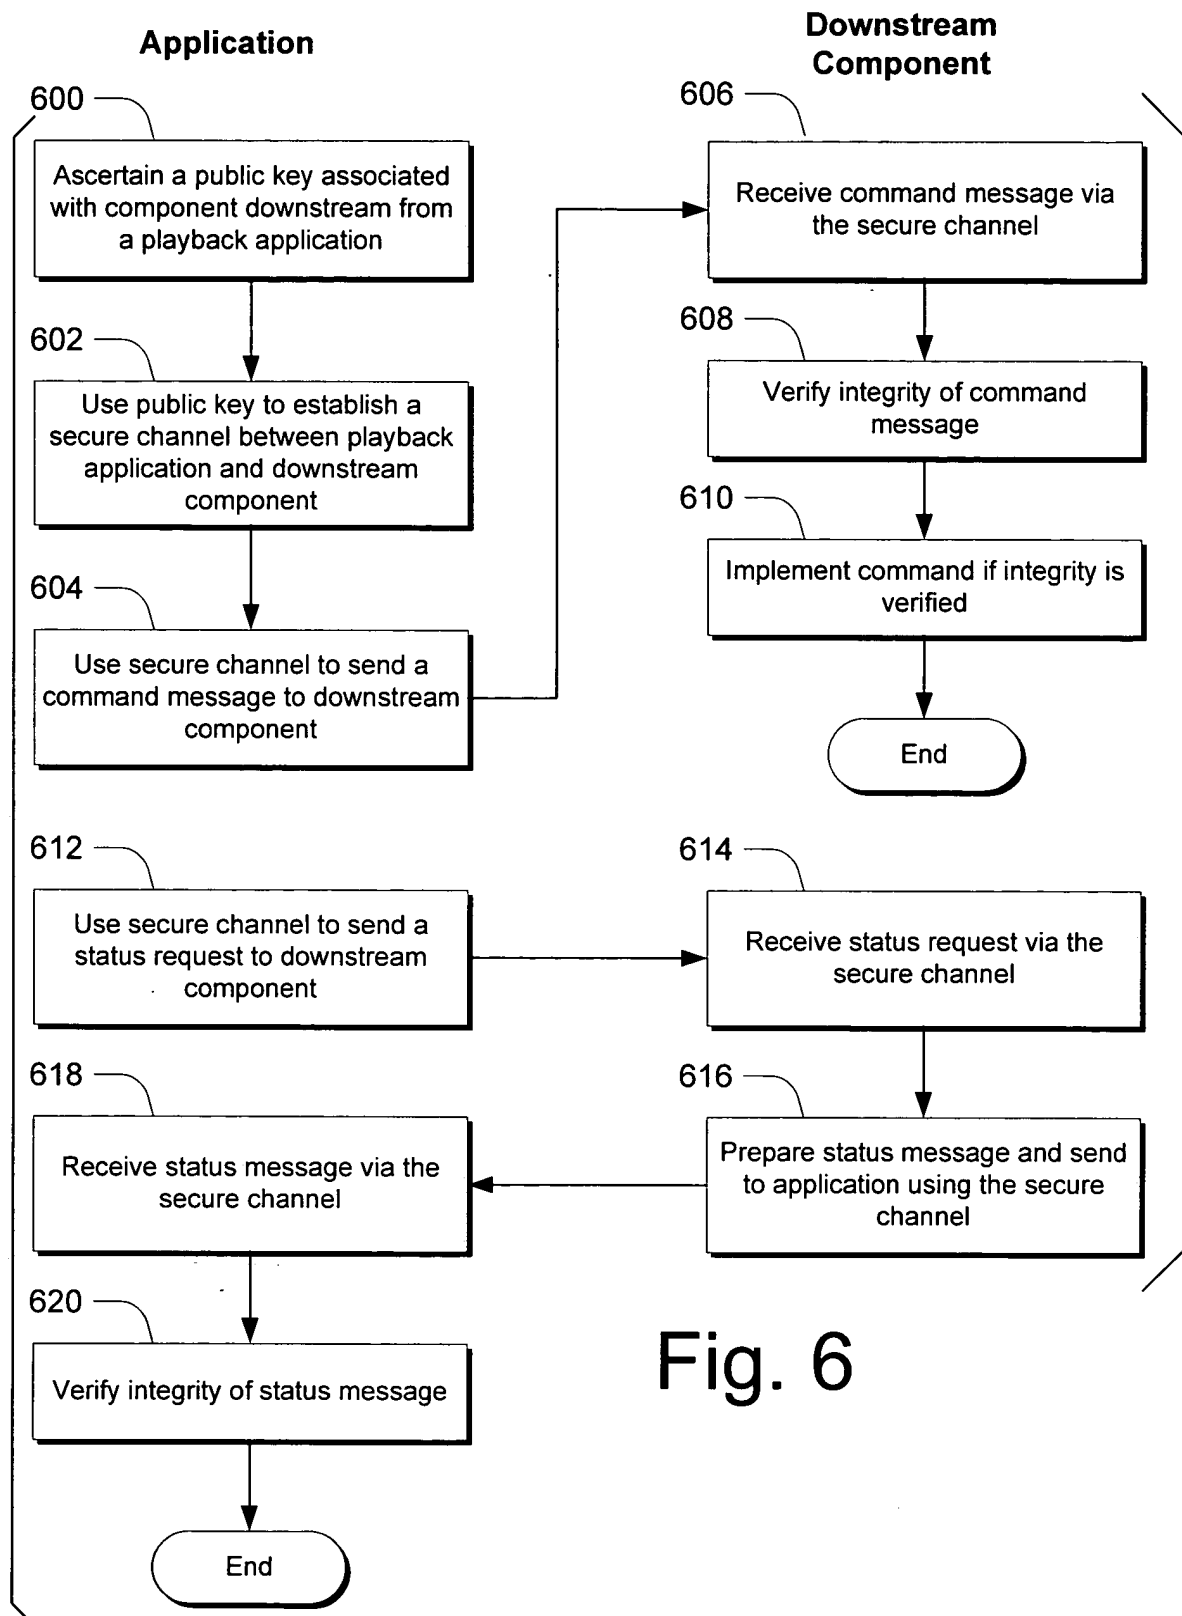 Application
Downstream
Component
600
Ascertain a public key associated
with component downstream from
a playback application
602
Use public key to establish a
secure channel between playback
application and downstream
component
604
Use secure channel to send a
command message to downstream
component
606
Receive command message via
the secure channel
608
Verify integrity of command
message
610
Implement command if integrity is
verified
End
612
Use secure channel to send a
status request to downstream
component
614
Receive status request via the
secure channel
616
Prepare status message and send
to application using the secure
channel
618
Receive status message via the
secure channel
620
Verify integrity of status message
End
Fig. 6